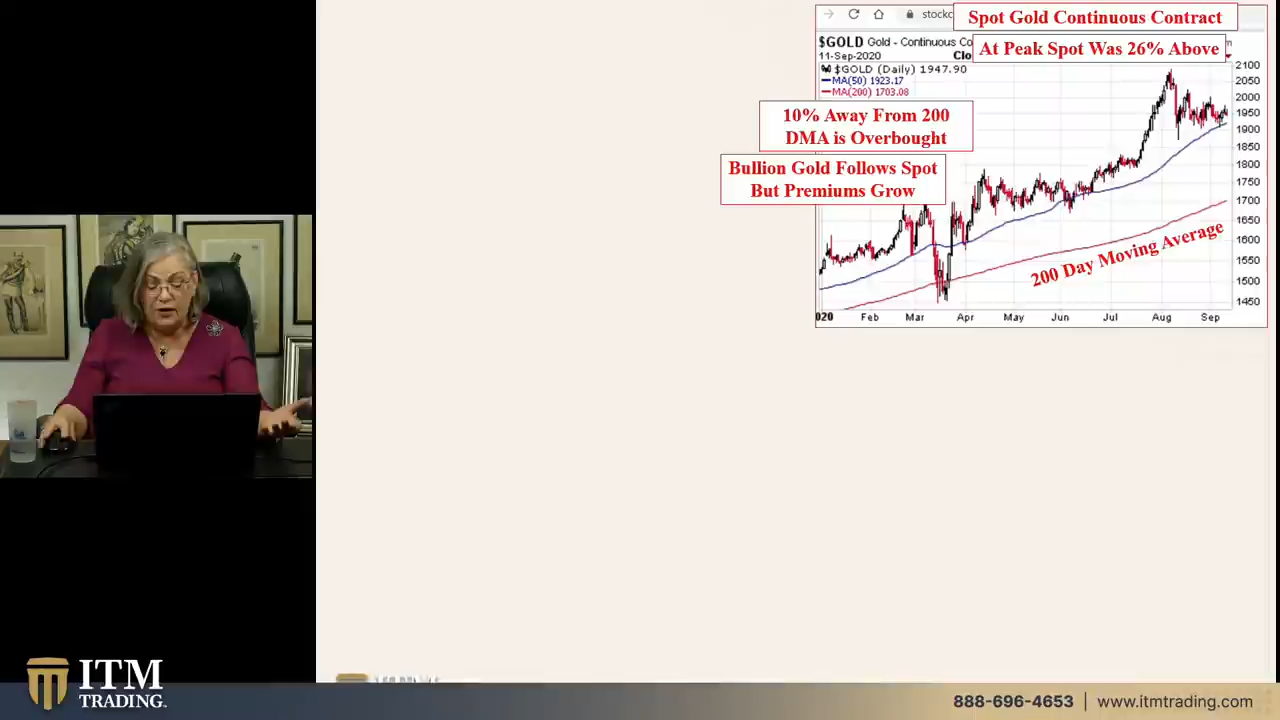 stockc
Spot Gold Continuous Contract
$GOLD Gold - Continuous Co
11-Sep-2020
Clo
At Peak Spot Was 26% Above
$GOLD (Daily) 1947.90
MA(50) 1923.17
MA(200) 1703.08
10% Away From 200
DMA is Overbought
Bullion Gold Follows Spot
But Premiums Grow
2100
2050
2000
1950
1900
1850
1800
1750
1700
1650
1600
1550
1500
1450
200 Day Moving Average
020 Feb Mar Apr May Jun Jul Aug Sep
ITM
TRADING.
888-696-4653 | www.itmtrading.com